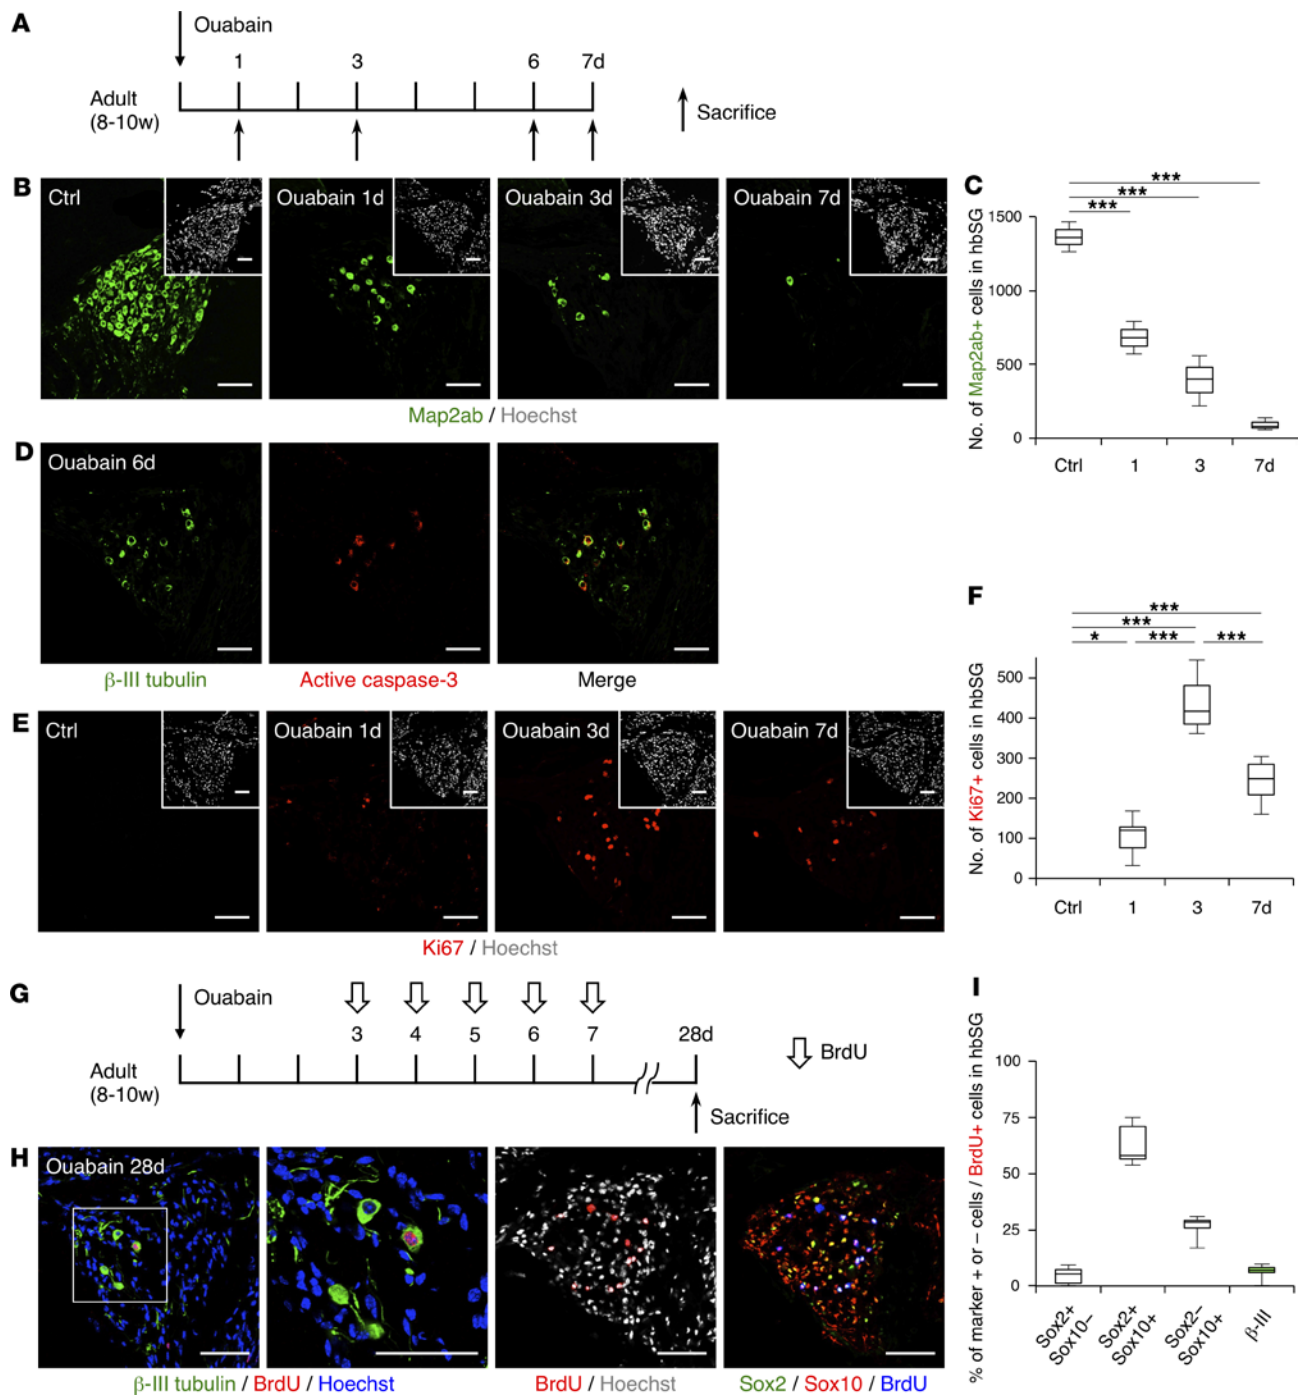 A
Ouabain
1 3 6 7d
Adult
(8-10w)
Sacrifice
B
Ctrl
Ouabain 1d
Ouabain 3d
Ouabain 7d
Map2ab / Hoechst
C
***
***
***
No. of Map2ab+ cells in hbSG
1500
1000
500
0
Ctrl 1 3 7d
D
Ouabain 6d
β-III tubulin
Active caspase-3
Merge
E
Ctrl
Ouabain 1d
Ouabain 3d
Ouabain 7d
Ki67 / Hoechst
F
***
***
* *** ***
No. of Ki67+ cells in hbSG
500
400
300
200
100
0
Ctrl 1 3 7d
G
Ouabain
3 4 5 6 7 28d
Adult
(8-10w)
BrdU
Sacrifice
H
Ouabain 28d
β-III tubulin / BrdU / Hoechst
BrdU / Hoechst
Sox2 / Sox10 / BrdU
I
% of marker + or – cells / BrdU+ cells in hbSG
100
75
50
25
0
Sox2+
Sox10–
Sox2+
Sox10+
Sox2–
Sox10+
β-III